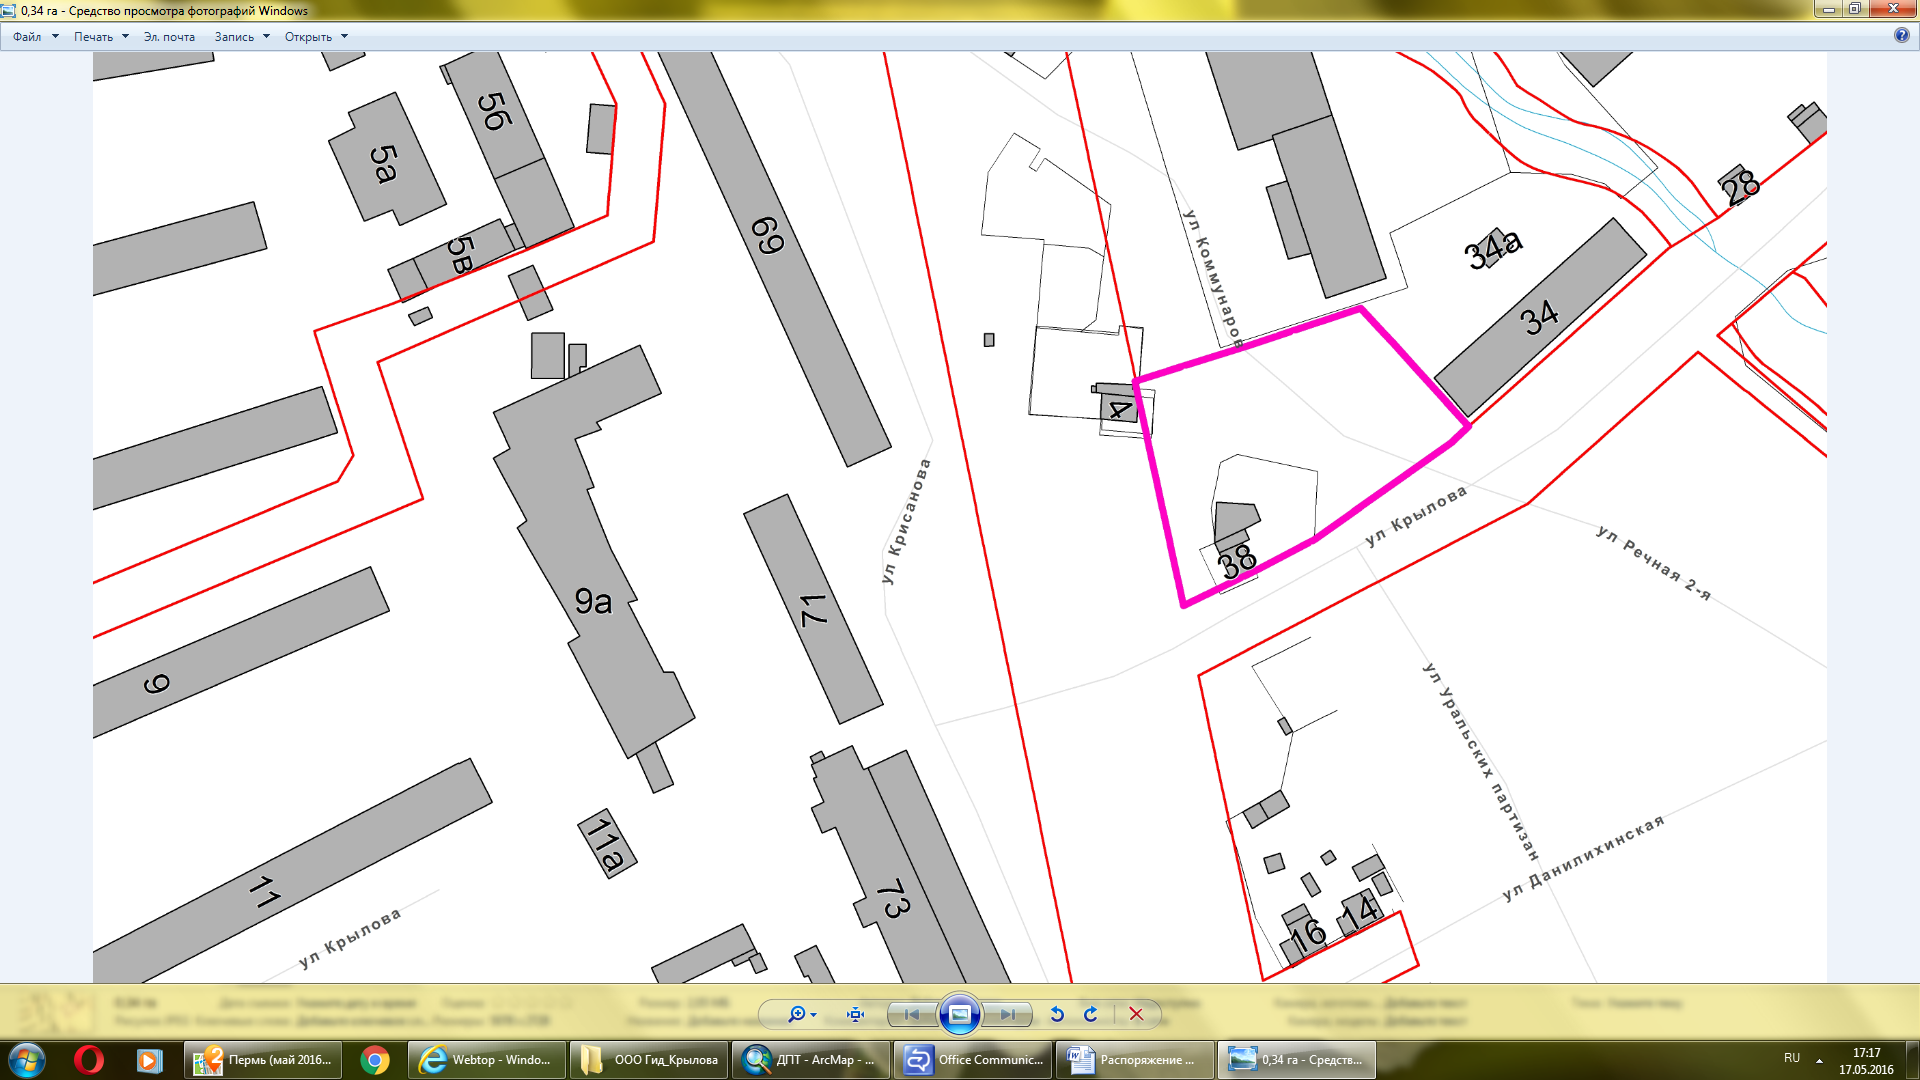 0,34 га - Средство просмотра фотографий Windows
Файл Печать Эл. почта Запись Открыть
5б
5а
5в
69
ул Коммунаров
28
34а
34
4
ул Крисанова
ул Крылова
38
ул Речная 2-я
9а
71
9
ул Уральских партизан
11а
11
73
ул Данилихинская
ул Крылова
16
14
0,34 га
Пермь (май 2016...
Webtop - Windo...
ООО Гид_Крылова
ДПТ - ArcMap - ...
Office Communic...
Распоряжение ...
0,34 га - Средств...
RU
17:17
17.05.2016